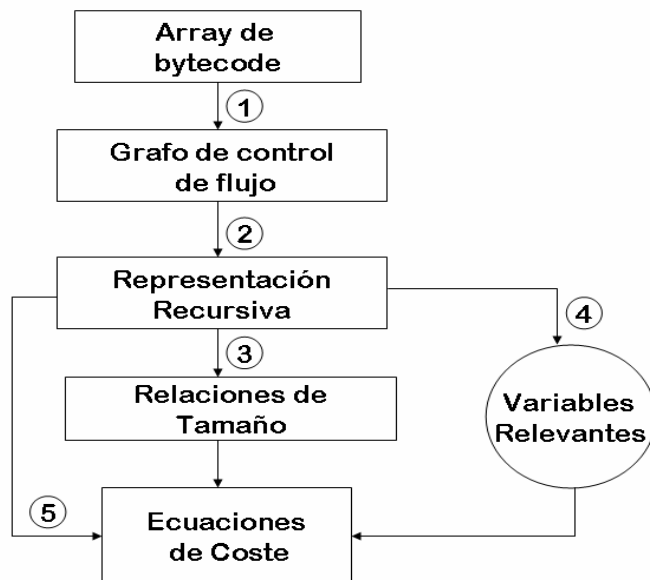 Array de
bytecode
1
Grafo de control
de flujo
2
Representación
Recursiva
4
3
Relaciones de
Tamaño
Variables
Relevantes
5
Ecuaciones
de Coste